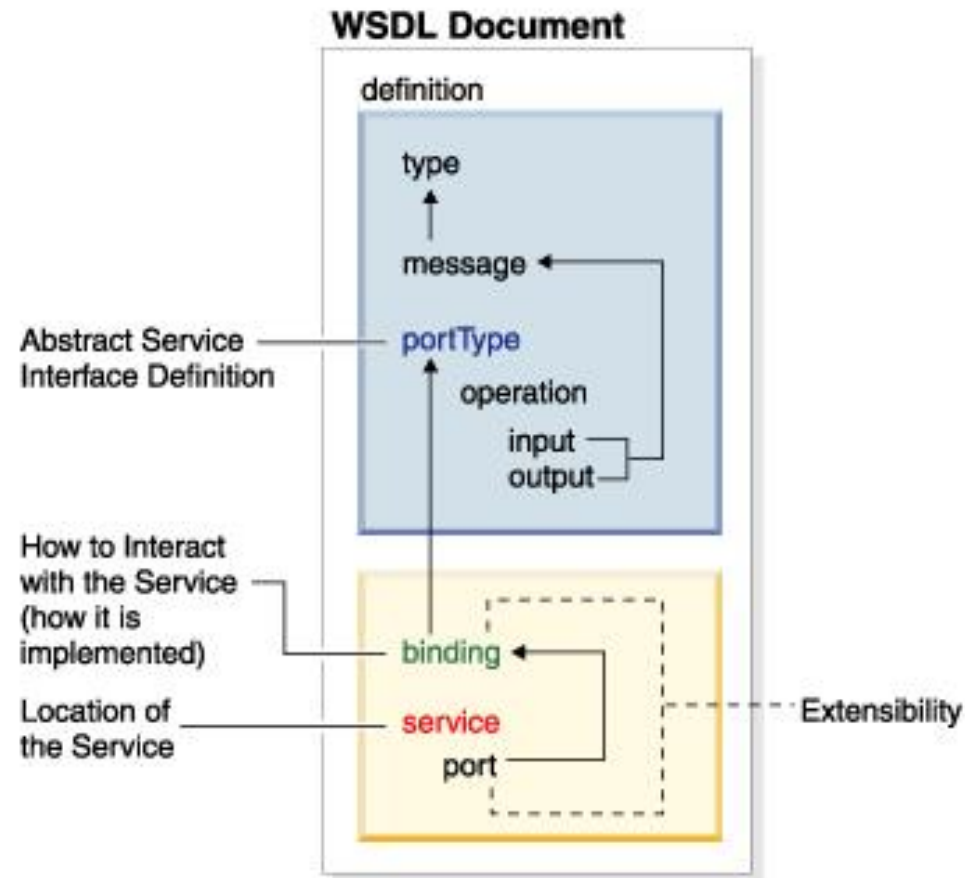 WSDL Document
definition
type
message
Abstract Service
Interface Definition
portType
operation
input
output
How to Interact
with the Service
(how it is
implemented)
binding
Location of
the Service
service
port
Extensibility